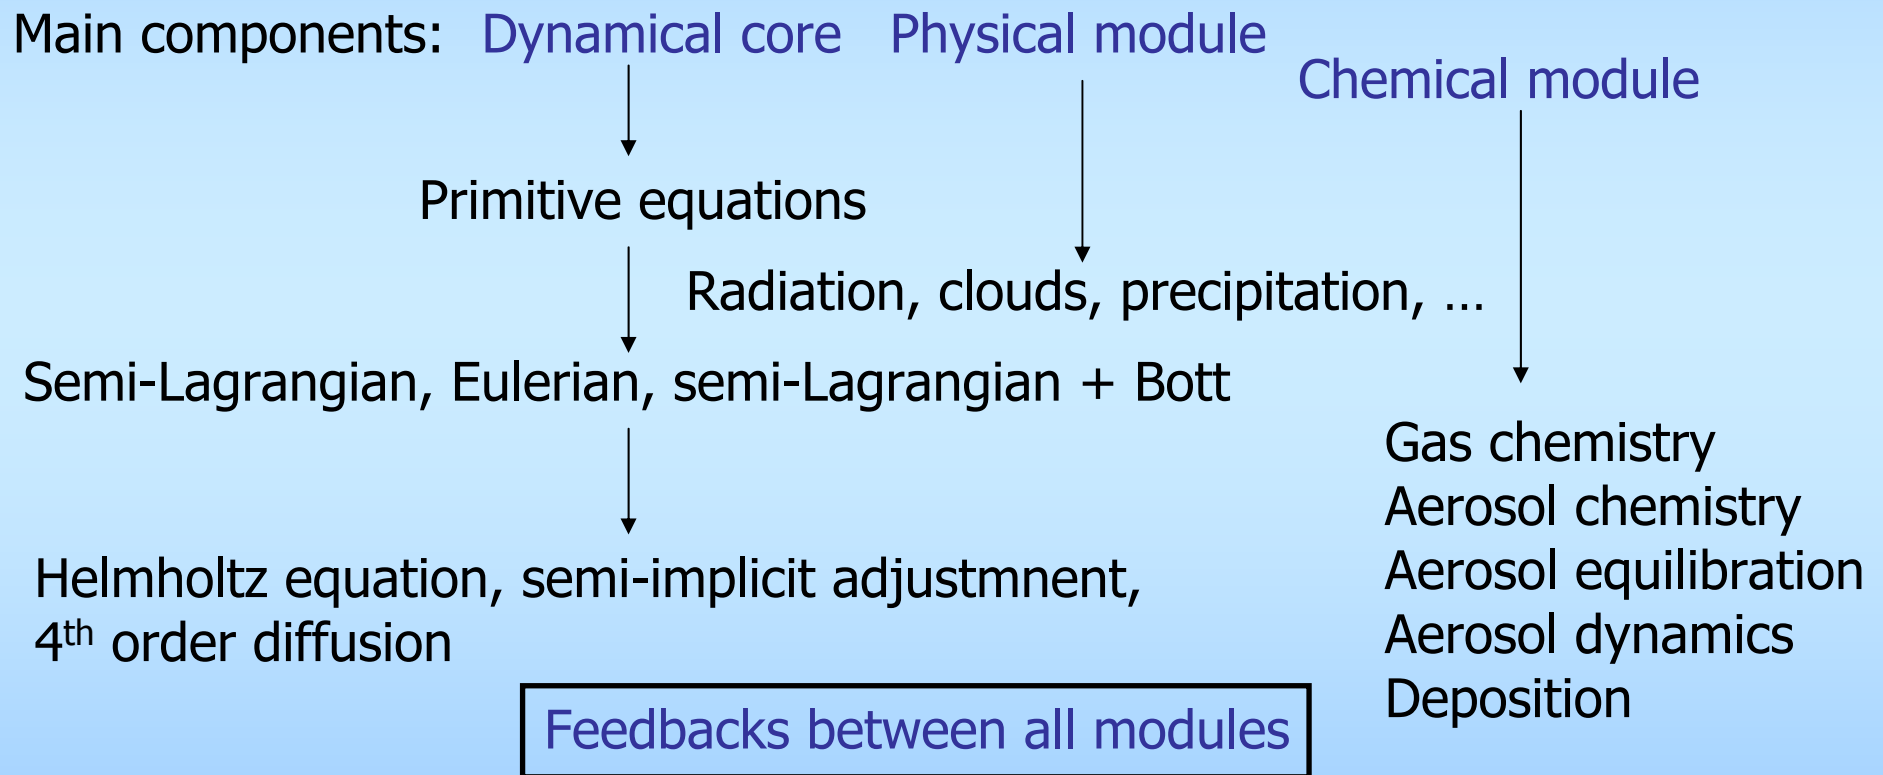 Main components: Dynamical core Physical module
Chemical module
Primitive equations
Radiation, clouds, precipitation, …
Semi-Lagrangian, Eulerian, semi-Lagrangian + Bott
Gas chemistry
Aerosol chemistry
Aerosol equilibration
Aerosol dynamics
Deposition
Helmholtz equation, semi-implicit adjustmnent,
4th order diffusion
Feedbacks between all modules